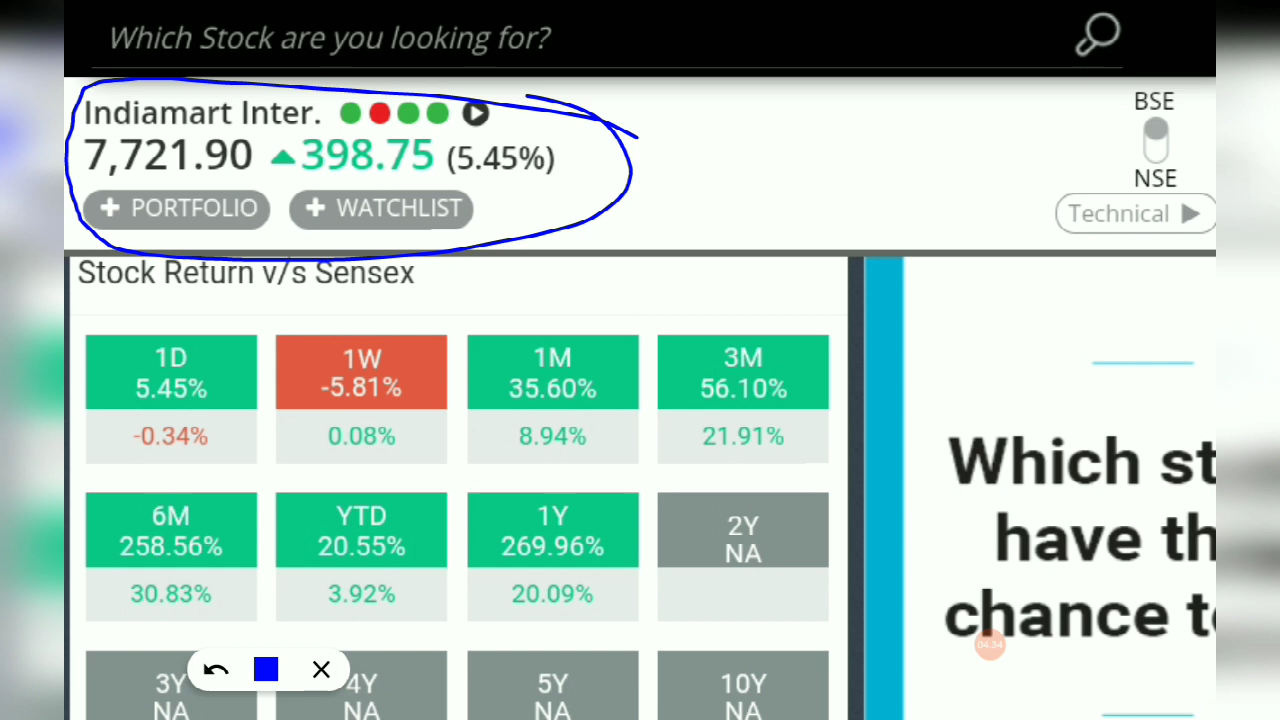 Which Stock are you looking for?
Indiamart Inter.
7,721.90 398.75 (5.45%)
+ PORTFOLIO + WATCHLIST
BSE
NSE
Technical
Stock Return v/s Sensex
1D 1W 1M 3M
5.45% -5.81% 35.60% 56.10%
-0.34% 0.08% 8.94% 21.91%
6M YTD 1Y 2Y
258.56% 20.55% 269.96% NA
30.83% 3.92% 20.09%
3Y 4Y 5Y 10Y
NA NA NA NA
Which st
have th
chance t
04:34